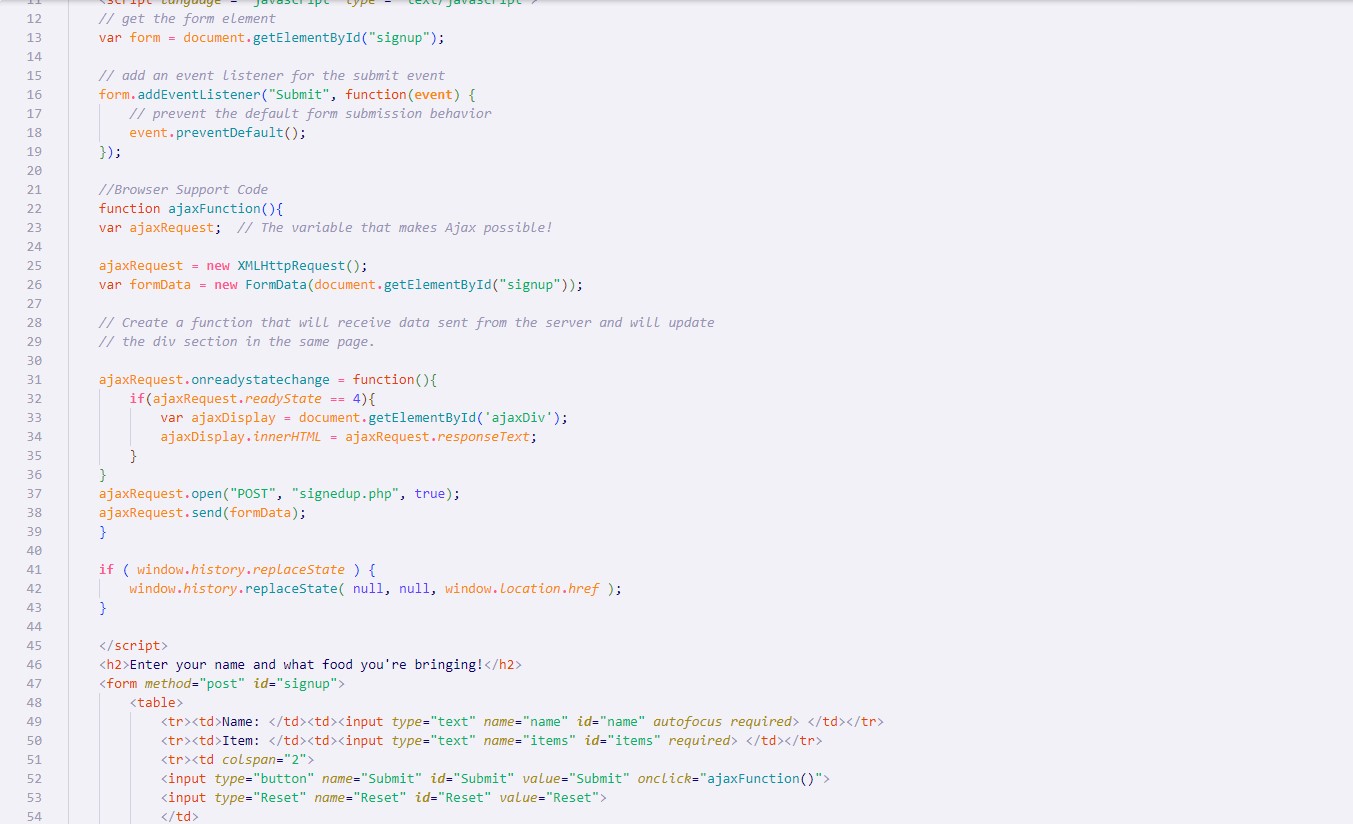 11 <script language = "javascript" type = "text/javascript">
12 // get the form element
13 var form = document.getElementById("signup");
14
15 // add an event listener for the submit event
16 form.addEventListener("Submit", function(event) {
17 // prevent the default form submission behavior
18 event.preventDefault();
19 });
20
21 //Browser Support Code
22 function ajaxFunction(){
23 var ajaxRequest;  // The variable that makes Ajax possible!
24
25 ajaxRequest = new XMLHttpRequest();
26 var formData = new FormData(document.getElementById("signup"));
27
28 // Create a function that will receive data sent from the server and will update
29 // the div section in the same page.
30
31 ajaxRequest.onreadystatechange = function(){
32 if(ajaxRequest.readyState == 4){
33 var ajaxDisplay = document.getElementById('ajaxDiv');
34 ajaxDisplay.innerHTML = ajaxRequest.responseText;
35 }
36 }
37 ajaxRequest.open("POST", "signedup.php", true);
38 ajaxRequest.send(formData);
39 }
40
41 if ( window.history.replaceState ) {
42 window.history.replaceState( null, null, window.location.href );
43 }
44
45 </script>
46 <h2>Enter your name and what food you're bringing!</h2>
47 <form method="post" id="signup">
48 <table>
49 <tr><td>Name: </td><td><input type="text" name="name" id="name" autofocus required> </td></tr>
50 <tr><td>Item: </td><td><input type="text" name="items" id="items" required> </td></tr>
51 <tr><td colspan="2">
52 <input type="button" name="Submit" id="Submit" value="Submit" onclick="ajaxFunction()">
53 <input type="Reset" name="Reset" id="Reset" value="Reset">
54 </td>